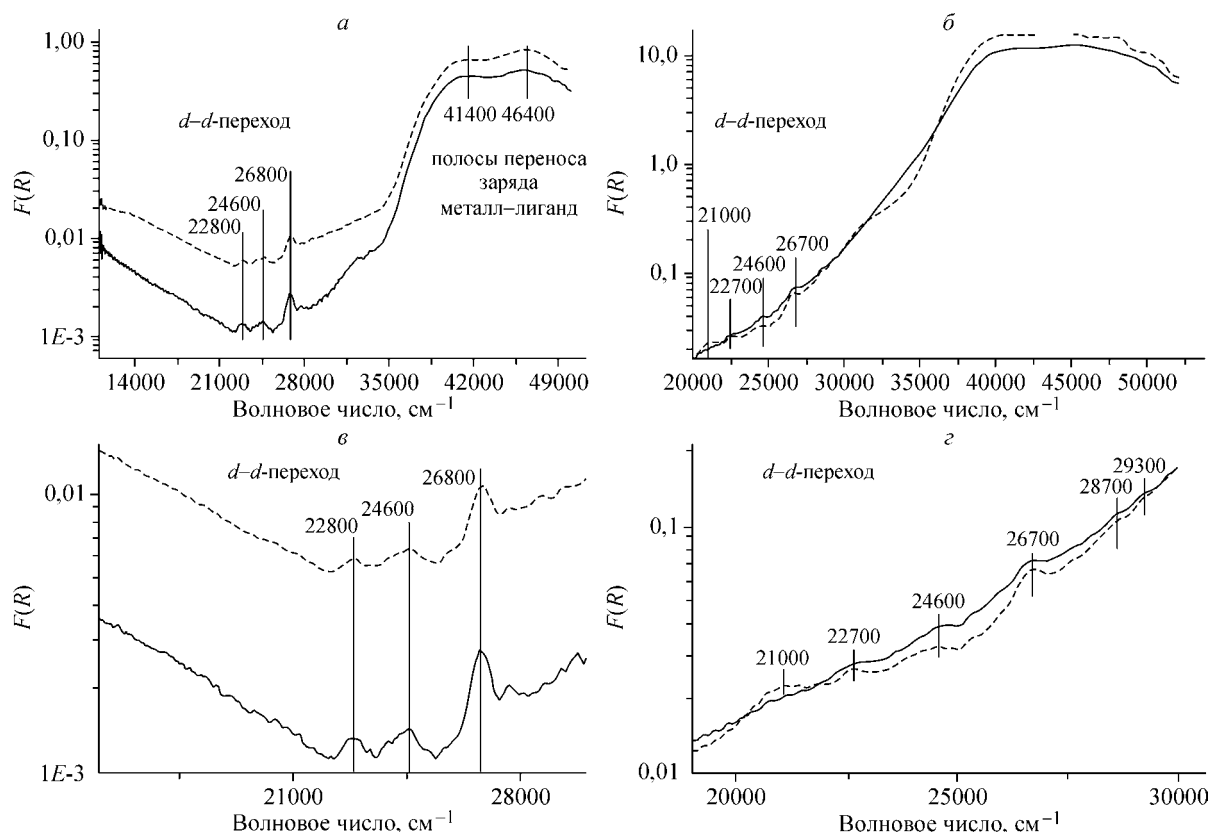 а
1,00
0,10
0,01
1E-3
F(R)
d–d-переход
22800
24600
26800
41400 46400
полосы переноса
заряда
металл–лиганд
14000 21000 28000 35000 42000 49000
Волновое число, см⁻¹
б
10,0
1,0
0,1
F(R)
d–d-переход
21000
22700
24600
26700
20000 25000 30000 35000 40000 45000 50000
Волновое число, см⁻¹
в
0,01
1E-3
F(R)
d–d-переход
22800
24600
26800
21000 28000
Волновое число, см⁻¹
г
0,1
0,01
F(R)
d–d-переход
21000
22700
24600
26700
28700
29300
20000 25000 30000
Волновое число, см⁻¹